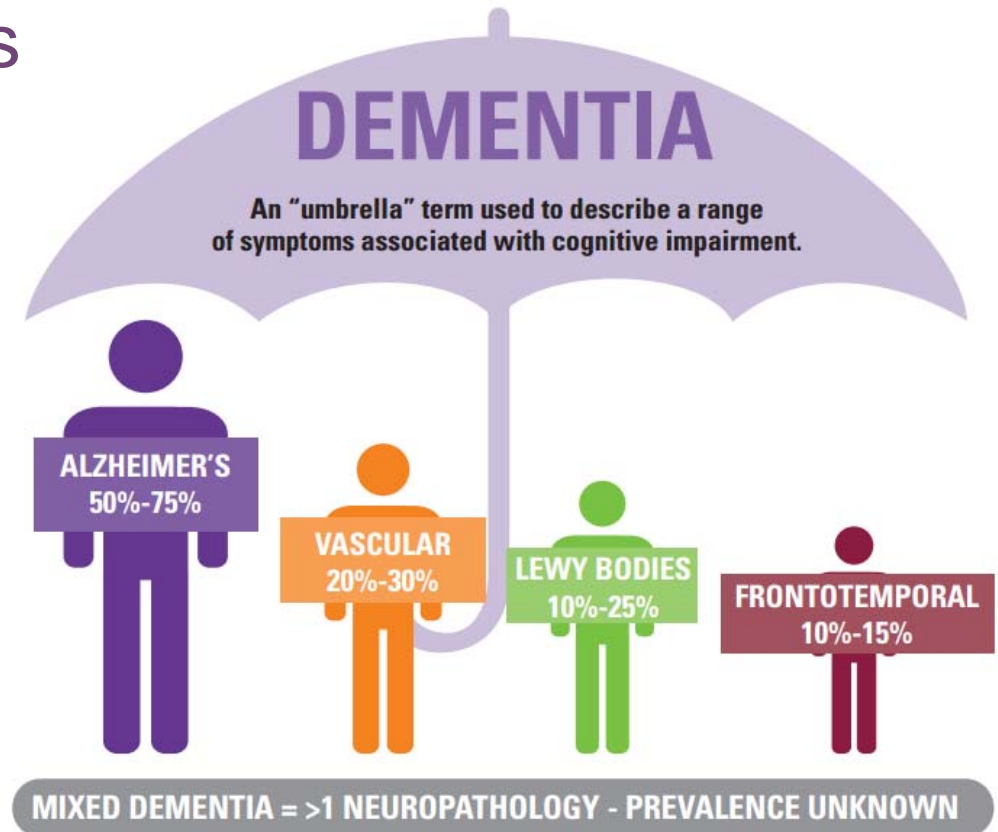 s
DEMENTIA
An “umbrella” term used to describe a range
of symptoms associated with cognitive impairment.
ALZHEIMER’S
50%-75%
VASCULAR
20%-30%
LEWY BODIES
10%-25%
FRONTOTEMPORAL
10%-15%
MIXED DEMENTIA = >1 NEUROPATHOLOGY - PREVALENCE UNKNOWN